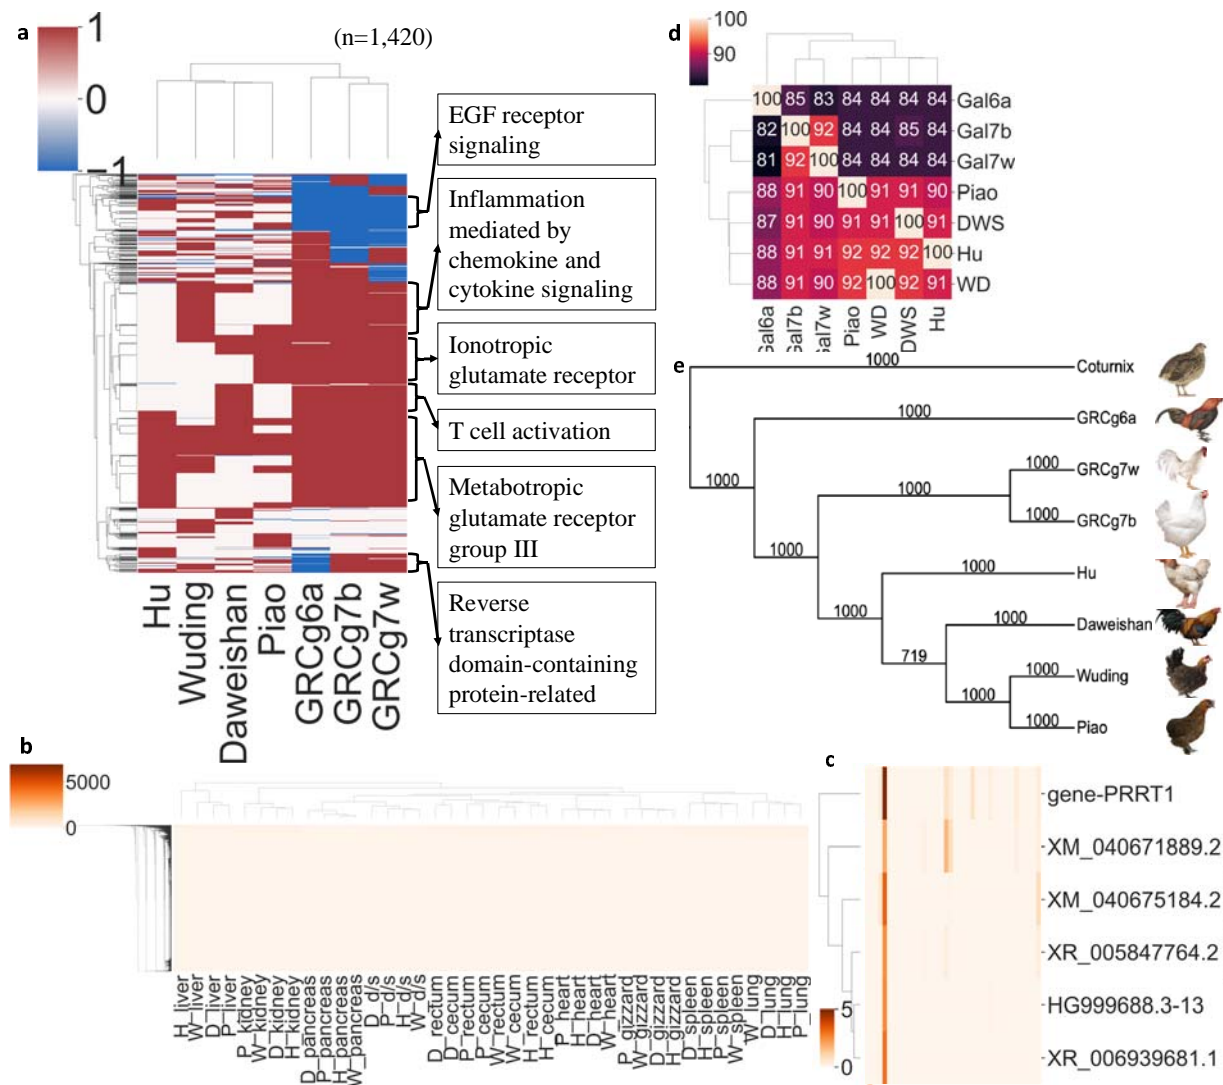 a
1
0
−1
(n=1,420)
EGF receptor
signaling
Inflammation
mediated by
chemokine and
cytokine signaling
Ionotropic
glutamate receptor
T cell activation
Metabotropic
glutamate receptor
group III
Reverse
transcriptase
domain-containing
protein-related
Hu
Wuding
Daweishan
Piao
GRCg6a
GRCg7b
GRCg7w
d
100
90
100 85 83 84 84 84 84 Gal6a
82 100 92 84 84 85 84 Gal7b
81 92 100 84 84 84 84 Gal7w
88 91 90 100 91 91 90 Piao
87 91 90 91 91 100 91 DWS
88 91 91 92 92 92 100 Hu
88 91 90 92 100 92 91 WD
Gal6a
Gal7b
Gal7w
Piao
WD
DWS
Hu
e
1000 Coturnix
1000 GRCg6a
1000
1000 GRCg7w
1000
1000 GRCg7b
1000
1000 Hu
1000
Daweishan
719
1000 Wuding
1000
1000 Piao
b
5000
0
H_liver
W_liver
D_liver
P_liver
P_kidney
W_kidney
D_kidney
H_kidney
D_pancreas
P_pancreas
H_pancreas
W_pancreas
D_d/s
P_d/s
H_d/s
W_d/s
D_rectum
D_cecum
P_rectum
P_cecum
W_rectum
W_cecum
H_rectum
H_cecum
P_heart
H_heart
D_heart
W_heart
P_gizzard
W_gizzard
D_gizzard
H_gizzard
D_spleen
H_spleen
P_spleen
W_spleen
W_lung
D_lung
H_lung
P_lung
c
gene-PRRT1
XM_040671889.2
XM_040675184.2
XR_005847764.2
HG999688.3-13
XR_006939681.1
5
0